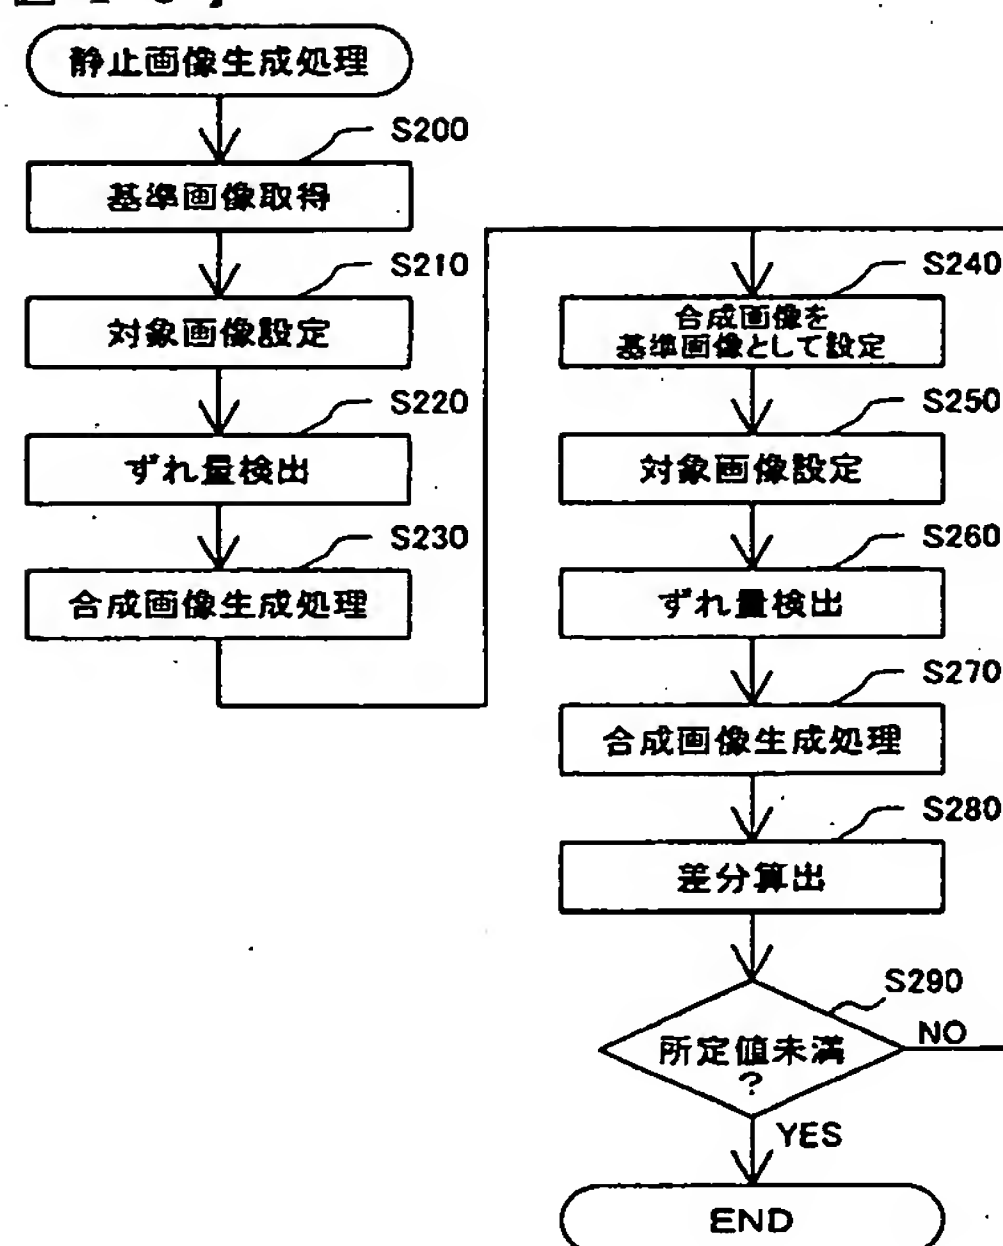 静止画像生成処理
S200
基準画像取得
S210
対象画像設定
S220
ずれ量検出
S230
合成画像生成処理
S240
合成画像を
基準画像として設定
S250
対象画像設定
S260
ずれ量検出
S270
合成画像生成処理
S280
差分算出
S290
所定値未満
?
NO
YES
END